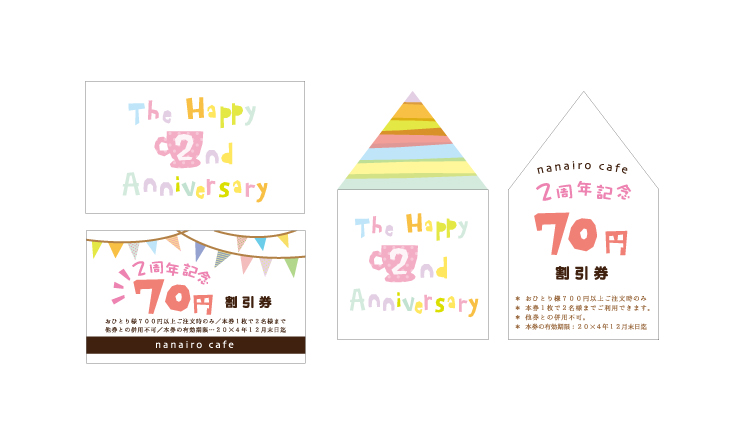 The Happy
2nd
Anniversary
2周年記念
70円 割引券
おひとり様700円以上ご注文時のみ/本券1枚で2名様まで
他券との併用不可/本券の有効期限…20×4年12月末日迄
nanairo cafe
The Happy
2nd
Anniversary
nanairo cafe
2周年記念
70円
割引券
* おひとり様700円以上ご注文時のみ
* 本券1枚で2名様までご利用できます。
* 他券との併用不可。
* 本券の有効期限:20×4年12月末日迄